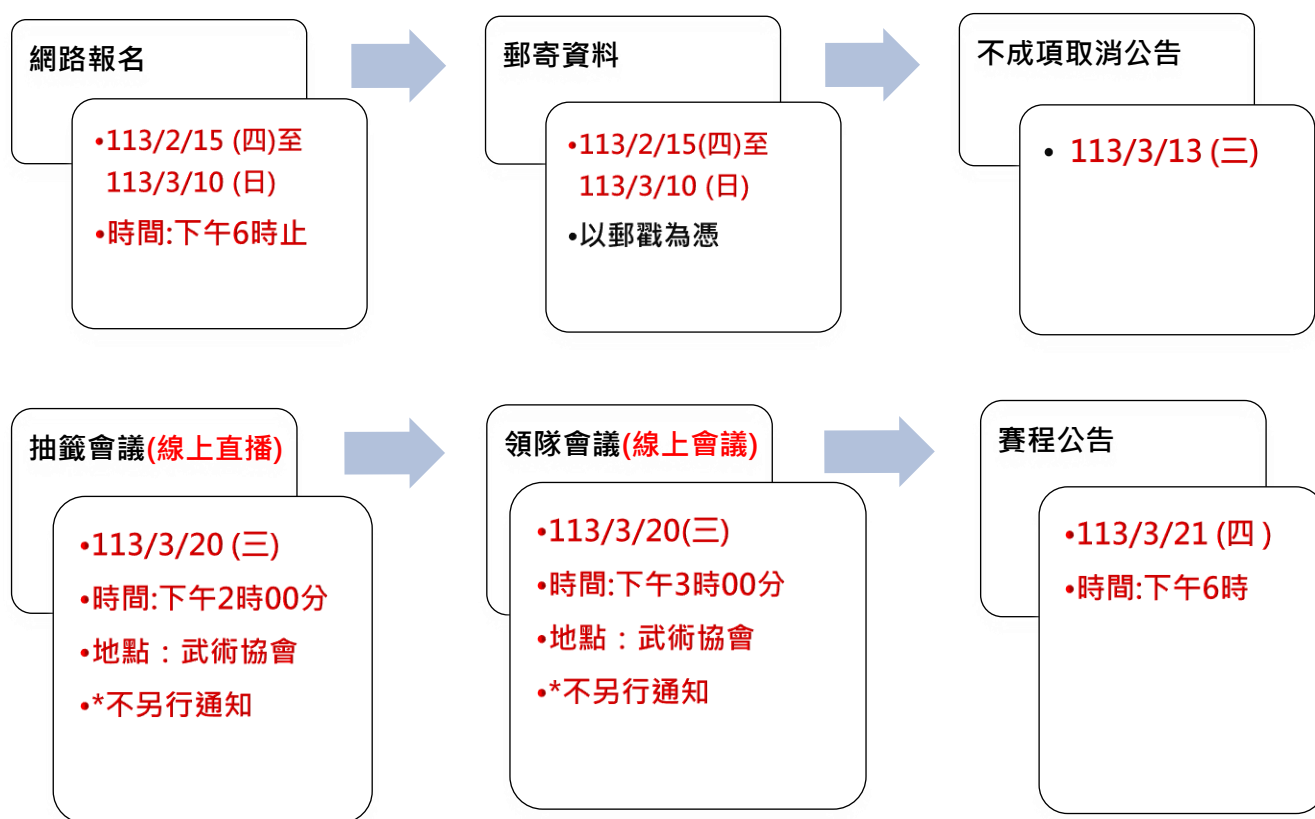 網路報名
•113/2/15 (四)至
113/3/10 (日)
•時間:下午6時止
郵寄資料
•113/2/15(四)至
113/3/10 (日)
•以郵戳為憑
不成項取消公告
• 113/3/13 (三)
抽籤會議(線上直播)
•113/3/20 (三)
•時間:下午2時00分
•地點：武術協會
•*不另行通知
領隊會議(線上會議)
•113/3/20(三)
•時間:下午3時00分
•地點：武術協會
•*不另行通知
賽程公告
•113/3/21 (四 )
•時間:下午6時